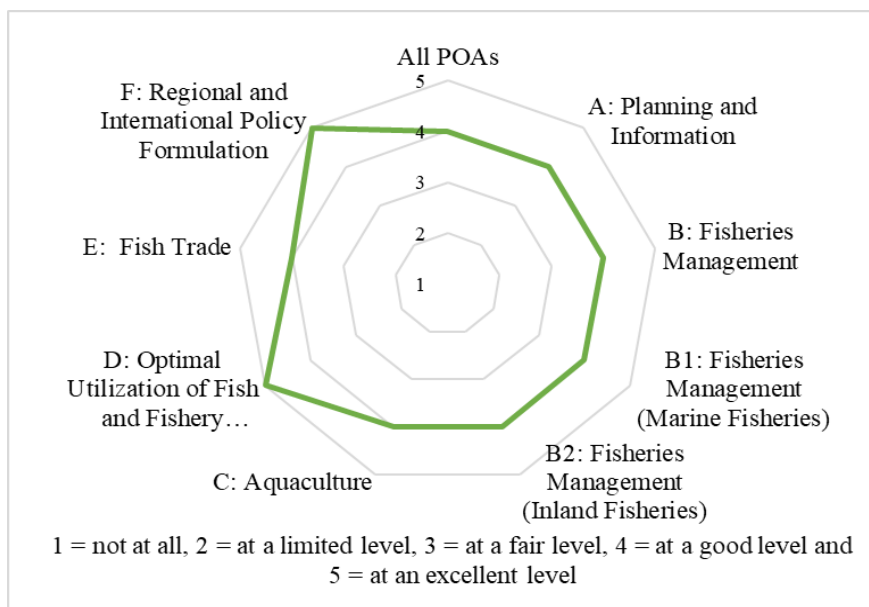 All POAs
5
4
3
2
1
A: Planning and
Information
B: Fisheries
Management
B1: Fisheries
Management
(Marine Fisheries)
B2: Fisheries
Management
(Inland Fisheries)
C: Aquaculture
D: Optimal
Utilization of Fish
and Fishery…
E: Fish Trade
F: Regional and
International Policy
Formulation
1 = not at all, 2 = at a limited level, 3 = at a fair level, 4 = at a good level and
5 = at an excellent level